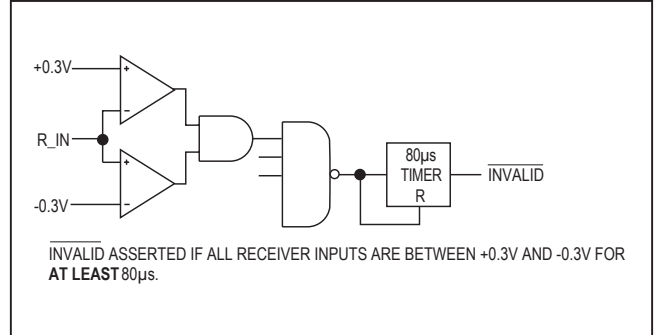 +0.3V
+
-
R_IN
+
-
-0.3V
80µs
TIMER
R
INVALID
INVALID ASSERTED IF ALL RECEIVER INPUTS ARE BETWEEN +0.3V AND -0.3V FOR
AT LEAST 80µs.